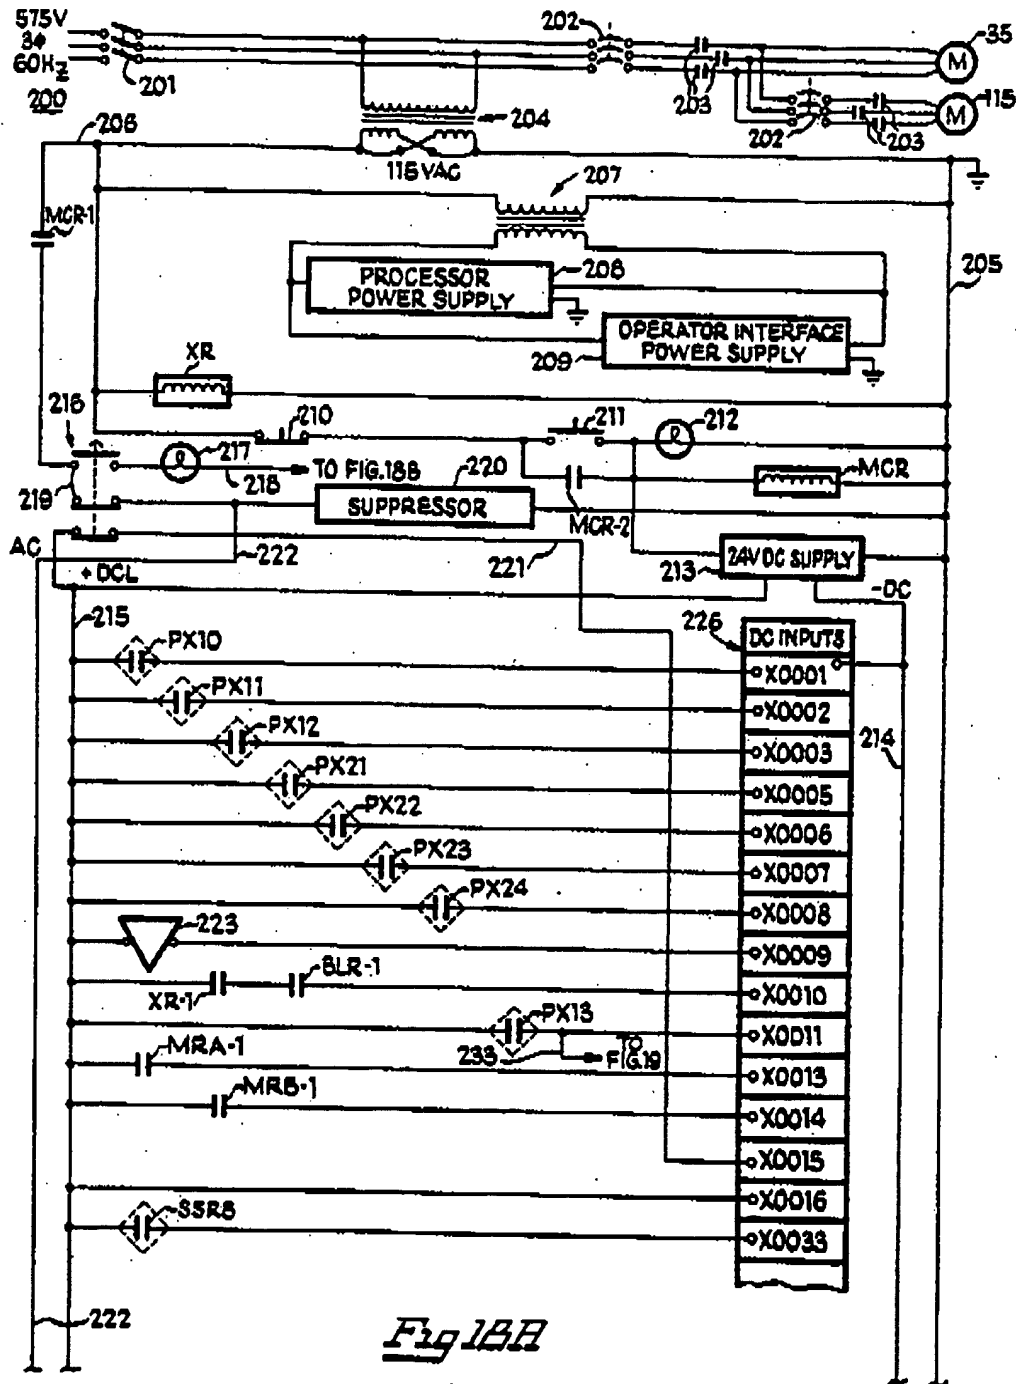 575V
3Φ
60HZ
200
201
202
35
M
203
204
202
203
115
M
206
115VAC
207
MCR-1
205
208
PROCESSOR
POWER SUPPLY
OPERATOR INTERFACE
POWER SUPPLY
209
XR
216
210
211
212
217
218
TO FIG.18B
220
MCR
219
SUPPRESSOR
MCR-2
AC
222
221
213
24V DC SUPPLY
+DCL
-DC
215
226
DC INPUTS
PX10
X0001
PX11
X0002
PX12
X0003
214
PX21
X0005
PX22
X0006
PX23
X0007
PX24
X0008
223
X0009
XR-1
BLR-1
X0010
PX13
X0011
233
TO
FIG.19
MRA-1
X0013
MRB-1
X0014
X0015
X0016
SSR8
X0033
222
Fig 18A